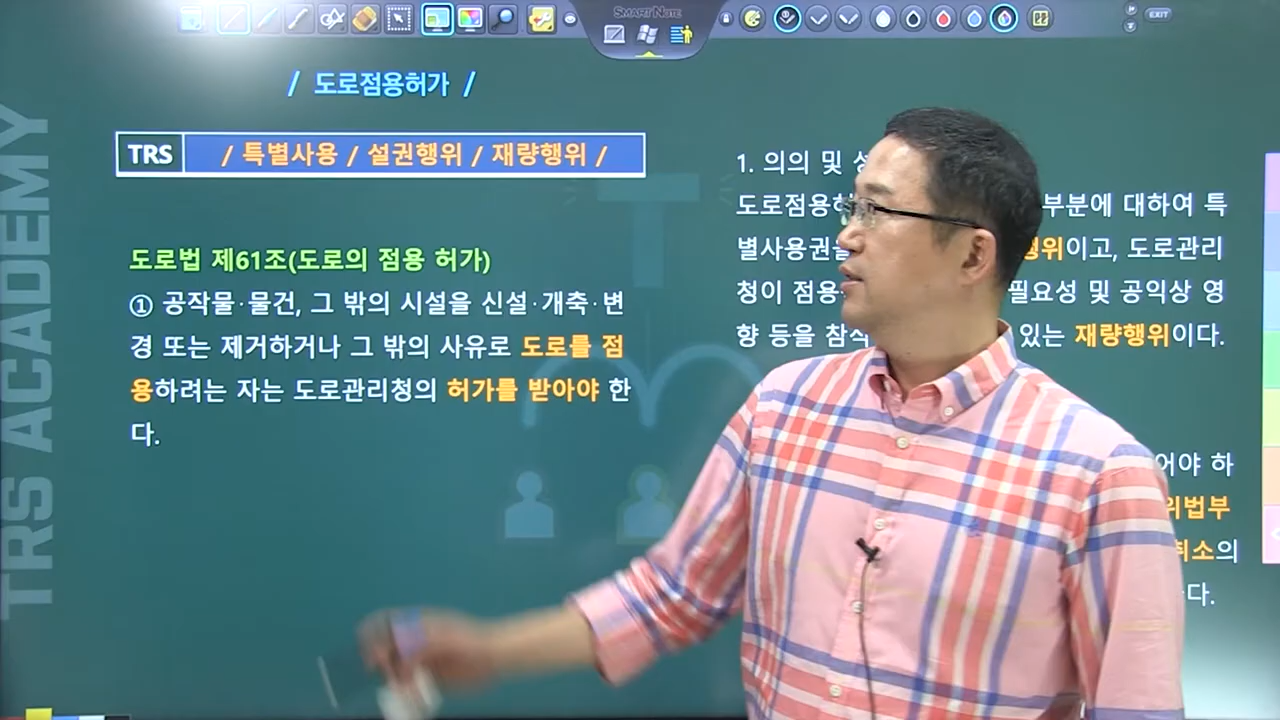 SMART NOTE
EXIT
/ 도로점용허가 /
TRS / 특별사용 / 설권행위 / 재량행위 /
도로법 제61조(도로의 점용 허가)
① 공작물·물건, 그 밖의 시설을 신설·개축·변
경 또는 제거하거나 그 밖의 사유로 도로를 점
용하려는 자는 도로관리청의 허가를 받아야 한
다.
1. 의의 및
도로점용 부분에 대하여 특
별사용권을 이고, 도로관리
청이 점용 필요성 및 공익상 영
향 등을 있는 재량행위이다.
어야 하
위법부
취소의
다.
TRS ACADEMY